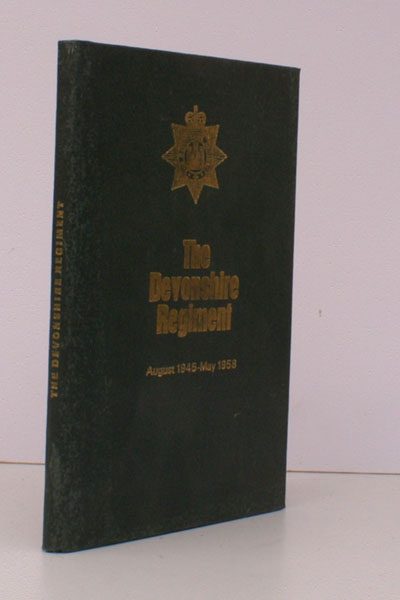 THE DEVONSHIRE REGIMENT
The
Devonshire
Regiment
August 1945-May 1958